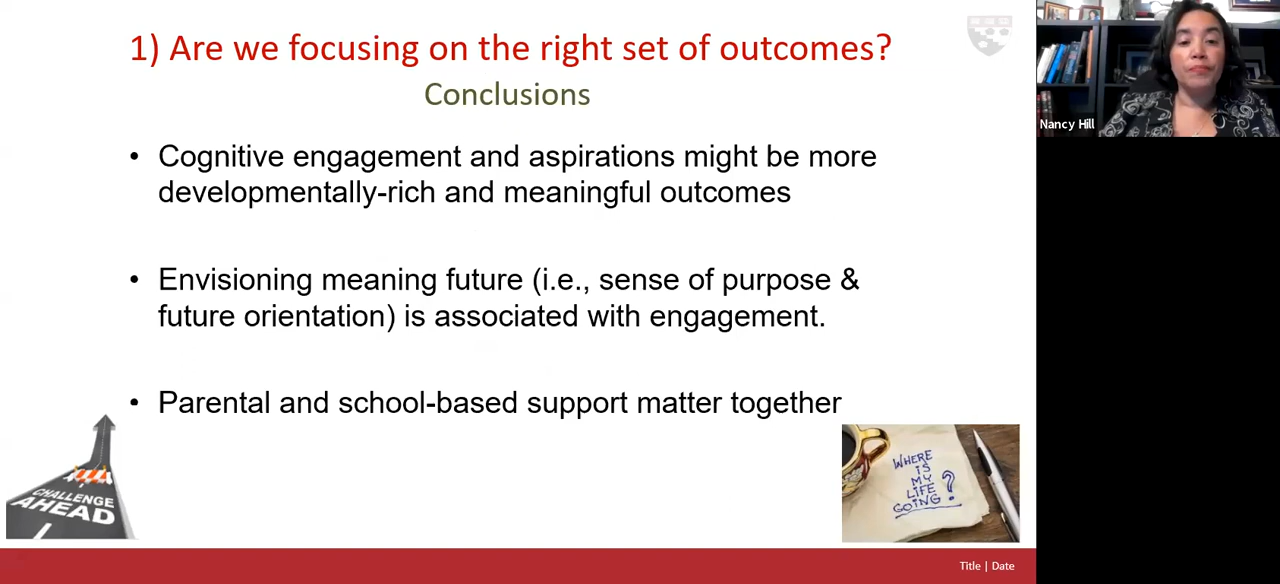 1) Are we focusing on the right set of outcomes?
Conclusions
• Cognitive engagement and aspirations might be more
developmentally-rich and meaningful outcomes
• Envisioning meaning future (i.e., sense of purpose &
future orientation) is associated with engagement.
• Parental and school-based support matter together
CHALLENGE
AHEAD
WHERE
IS
MY
LIFE
GOING?
Title | Date
Nancy Hill